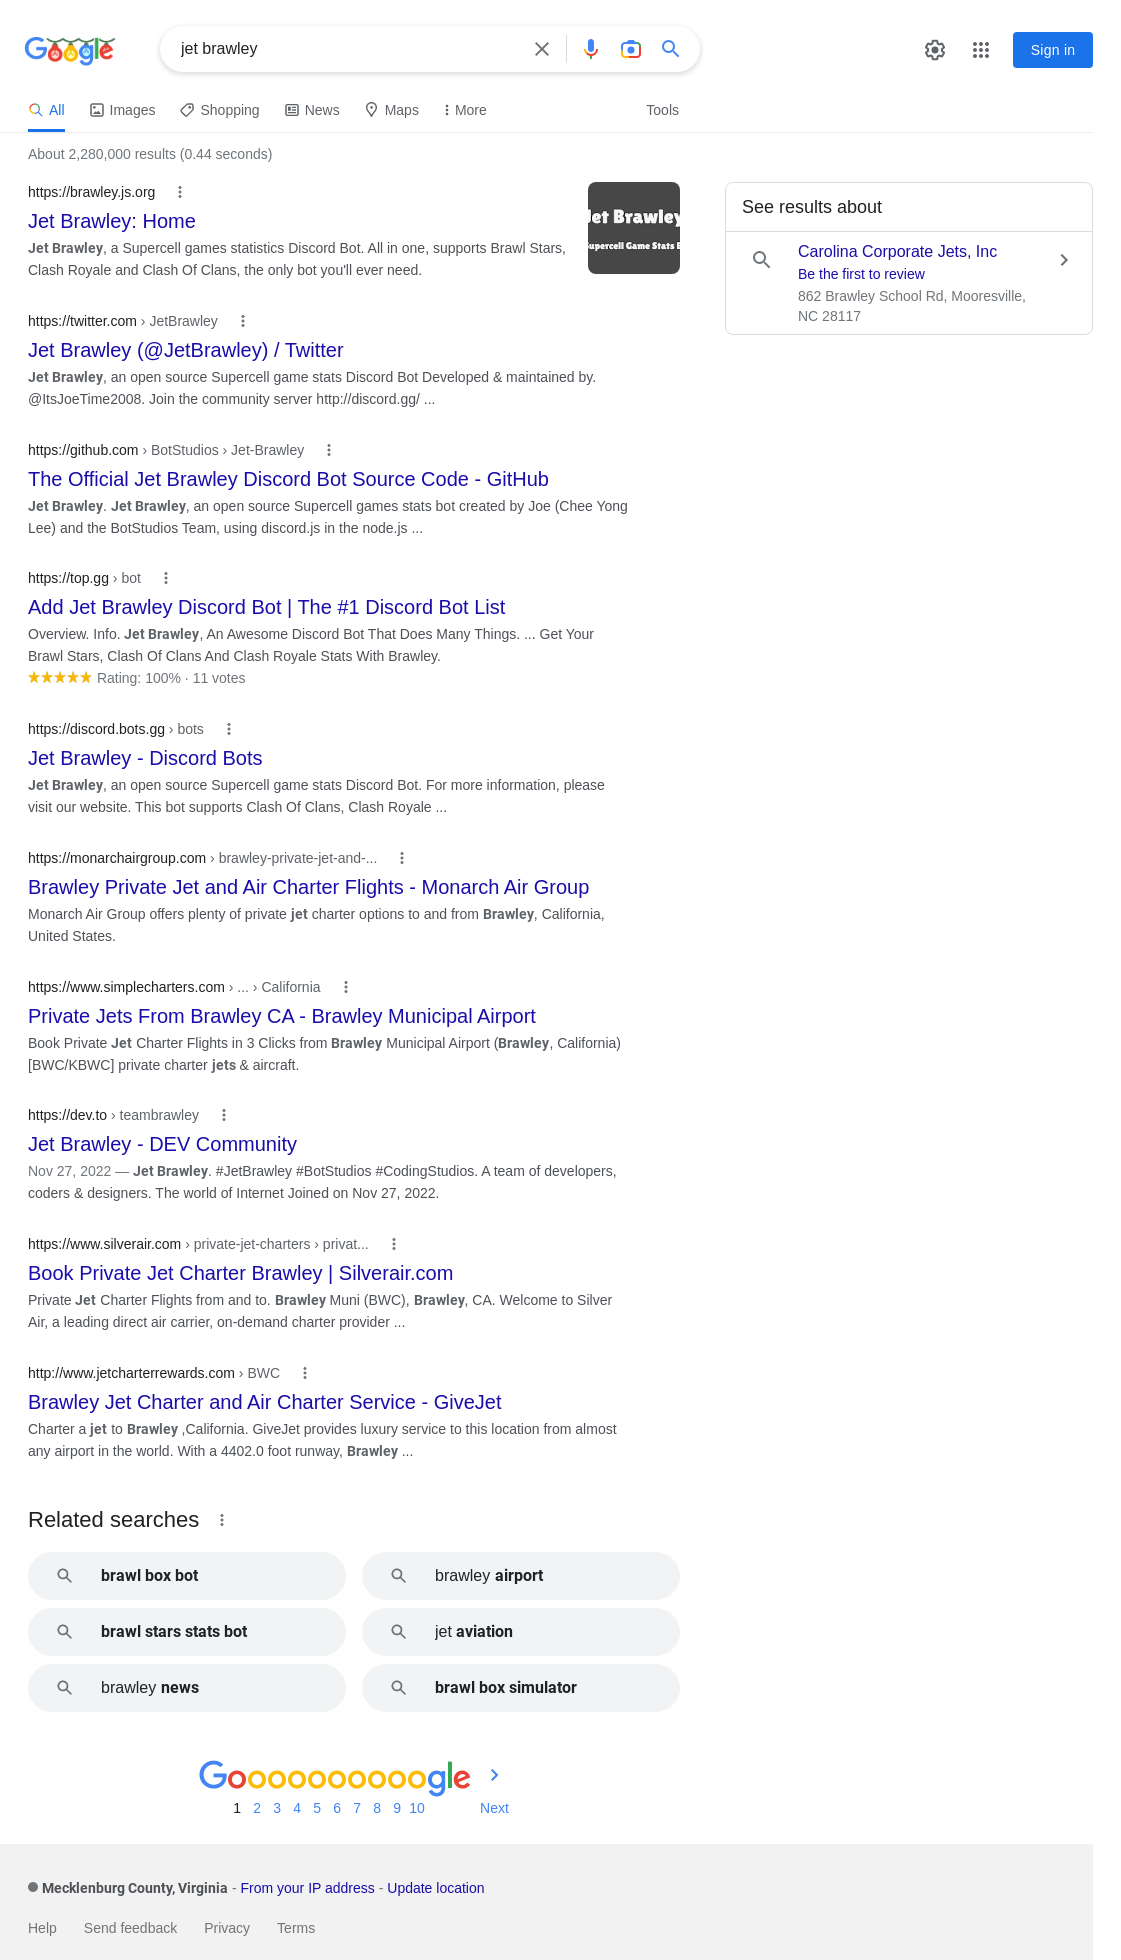 Google
jet brawley
Sign in
All
Images
Shopping
News
Maps
More
Tools
About 2,280,000 results (0.44 seconds)
https://brawley.js.org
Jet Brawley: Home
Jet Brawley, a Supercell games statistics Discord Bot. All in one, supports Brawl Stars,
Clash Royale and Clash Of Clans, the only bot you'll ever need.
Jet Brawley
Supercell Game Stats B
See results about
Carolina Corporate Jets, Inc
Be the first to review
862 Brawley School Rd, Mooresville,
NC 28117
https://twitter.com › JetBrawley
Jet Brawley (@JetBrawley) / Twitter
Jet Brawley, an open source Supercell game stats Discord Bot Developed & maintained by.
@ItsJoeTime2008. Join the community server http://discord.gg/ ...
https://github.com › BotStudios › Jet-Brawley
The Official Jet Brawley Discord Bot Source Code - GitHub
Jet Brawley. Jet Brawley, an open source Supercell games stats bot created by Joe (Chee Yong
Lee) and the BotStudios Team, using discord.js in the node.js ...
https://top.gg › bot
Add Jet Brawley Discord Bot | The #1 Discord Bot List
Overview. Info. Jet Brawley, An Awesome Discord Bot That Does Many Things. ... Get Your
Brawl Stars, Clash Of Clans And Clash Royale Stats With Brawley.
Rating: 100% · 11 votes
https://discord.bots.gg › bots
Jet Brawley - Discord Bots
Jet Brawley, an open source Supercell game stats Discord Bot. For more information, please
visit our website. This bot supports Clash Of Clans, Clash Royale ...
https://monarchairgroup.com › brawley-private-jet-and-...
Brawley Private Jet and Air Charter Flights - Monarch Air Group
Monarch Air Group offers plenty of private jet charter options to and from Brawley, California,
United States.
https://www.simplecharters.com › ... › California
Private Jets From Brawley CA - Brawley Municipal Airport
Book Private Jet Charter Flights in 3 Clicks from Brawley Municipal Airport (Brawley, California)
[BWC/KBWC] private charter jets & aircraft.
https://dev.to › teambrawley
Jet Brawley - DEV Community
Nov 27, 2022 — Jet Brawley. #JetBrawley #BotStudios #CodingStudios. A team of developers,
coders & designers. The world of Internet Joined on Nov 27, 2022.
https://www.silverair.com › private-jet-charters › privat...
Book Private Jet Charter Brawley | Silverair.com
Private Jet Charter Flights from and to. Brawley Muni (BWC), Brawley, CA. Welcome to Silver
Air, a leading direct air carrier, on-demand charter provider ...
http://www.jetcharterrewards.com › BWC
Brawley Jet Charter and Air Charter Service - GiveJet
Charter a jet to Brawley ,California. GiveJet provides luxury service to this location from almost
any airport in the world. With a 4402.0 foot runway, Brawley ...
Related searches
brawl box bot
brawley airport
brawl stars stats bot
jet aviation
brawley news
brawl box simulator
Goooooooooogle
1 2 3 4 5 6 7 8 9 10 Next
Mecklenburg County, Virginia - From your IP address - Update location
Help Send feedback Privacy Terms